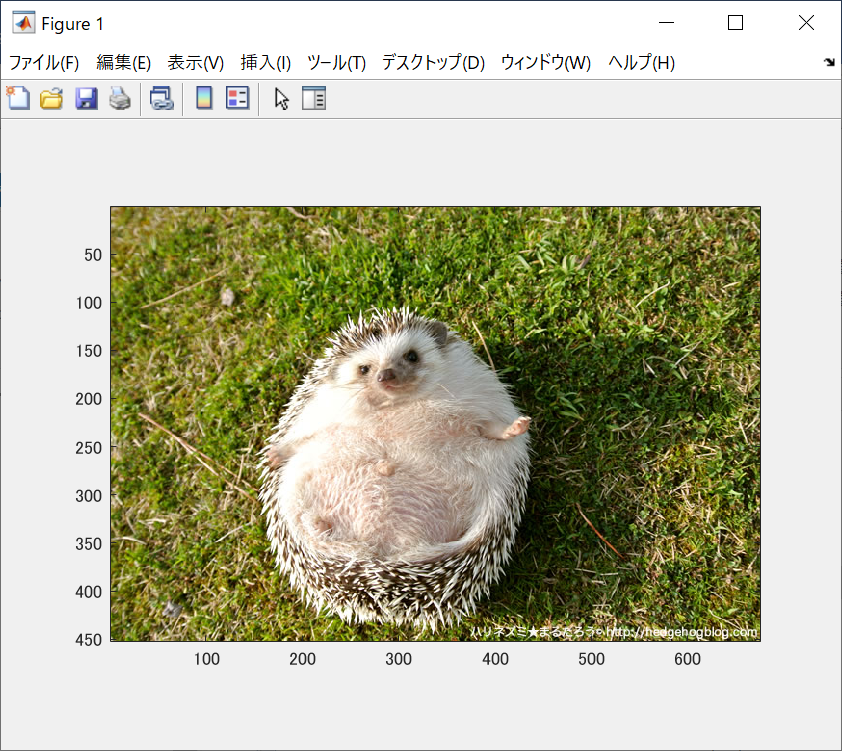 Figure 1
ファイル(F) 編集(E) 表示(V) 挿入(I) ツール(T) デスクトップ(D) ウィンドウ(W) ヘルプ(H)
50
100
150
200
250
300
350
400
450
100 200 300 400 500 600
ハリネズミ★まるたろう http://hedgehogblog.com